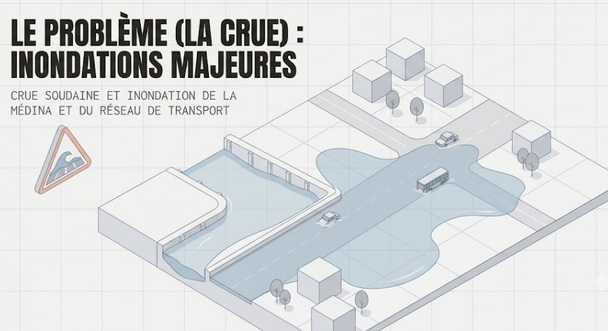 LE PROBLÈME (LA CRUE) :
INONDATIONS MAJEURES
CRUE SOUDAINE ET INONDATION DE LA
MÉDINA ET DU RÉSEAU DE TRANSPORT